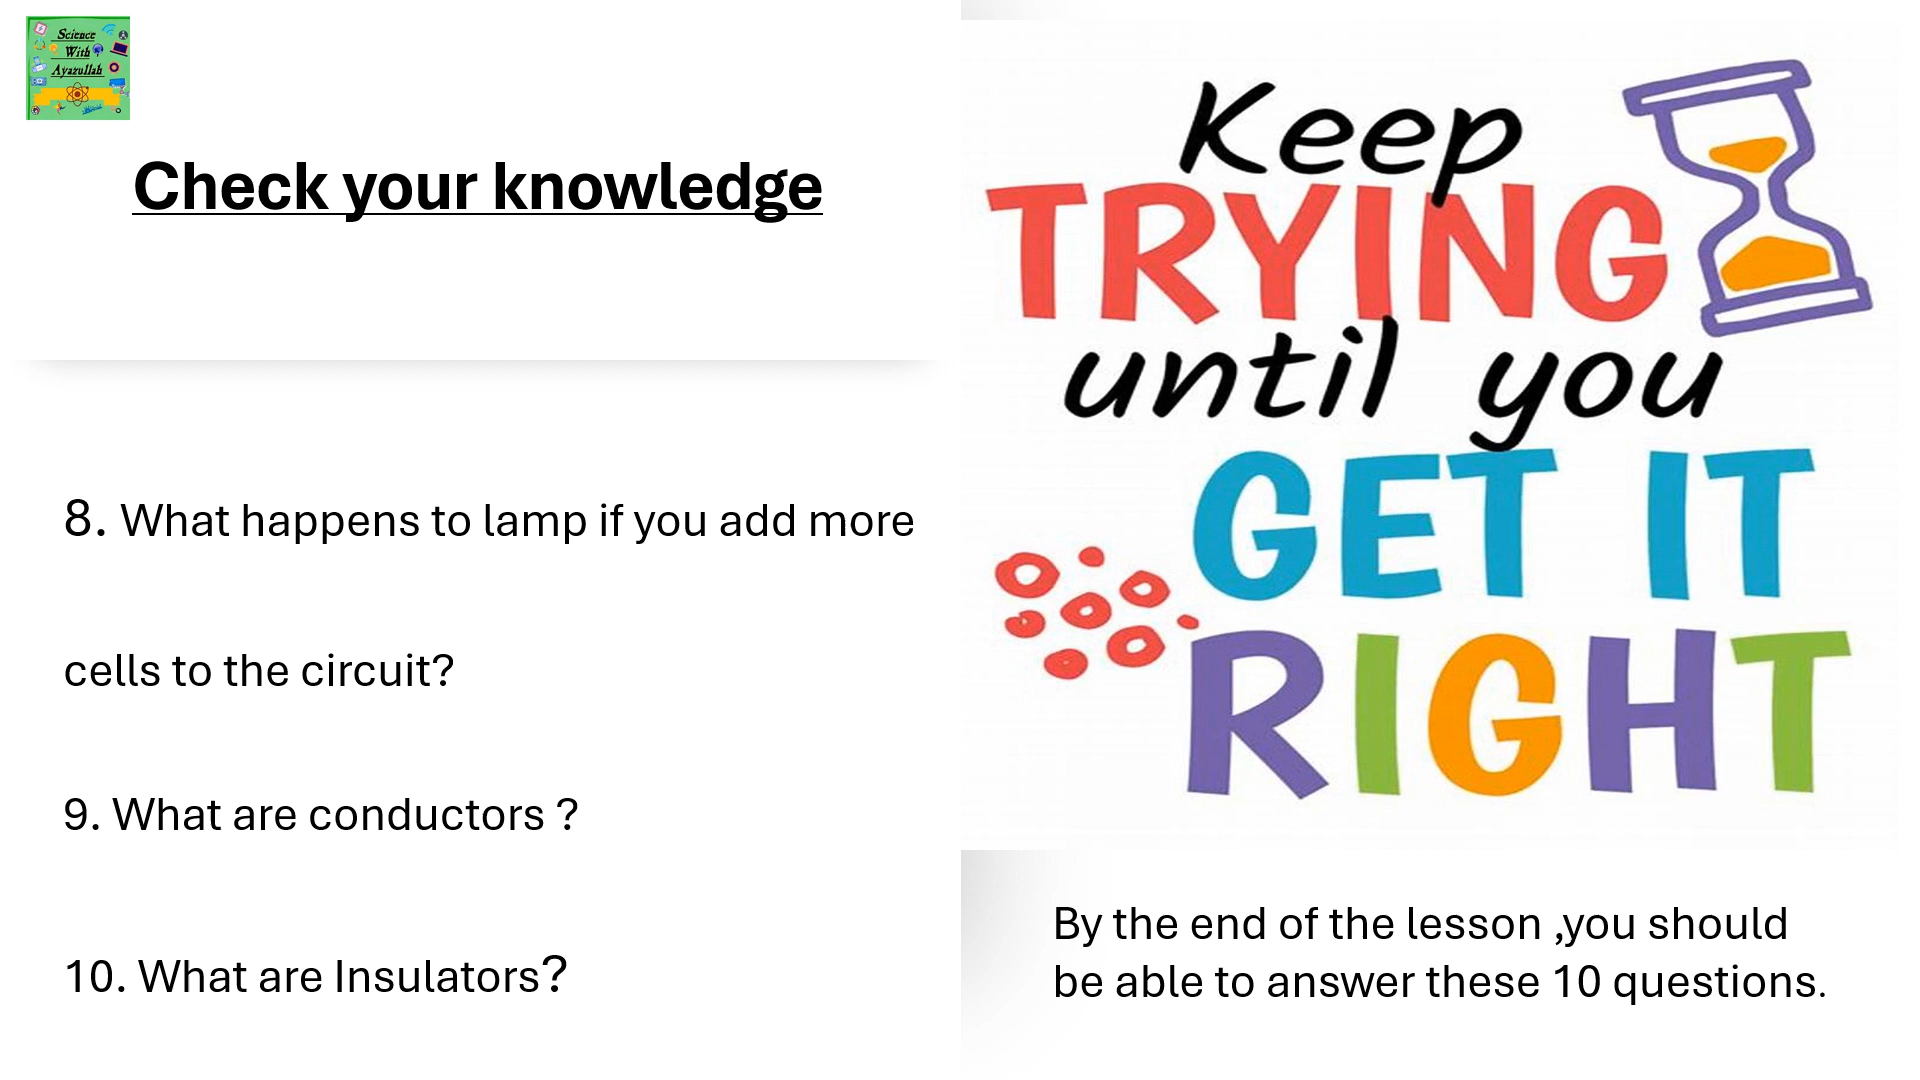 Science
With
Ayazullah
Check your knowledge
8. What happens to lamp if you add more
cells to the circuit?
9. What are conductors ?
10. What are Insulators?
Keep
TRYING
until you
GET IT
RIGHT
By the end of the lesson ,you should
be able to answer these 10 questions.